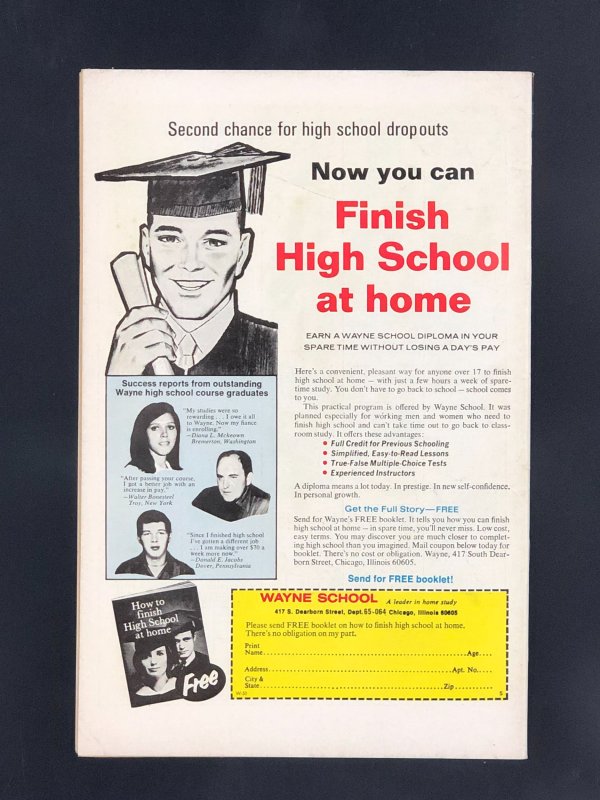 Second chance for high school dropouts
Now you can
Finish
High School
at home
EARN A WAYNE SCHOOL DIPLOMA IN YOUR
SPARE TIME WITHOUT LOSING A DAY'S PAY
Here's a convenient, pleasant way for anyone over 17 to finish
high school at home — with just a few hours a week of spare-
time study. You don't have to go back to school — school comes
to you.
This practical program is offered by Wayne School. It was
planned especially for working men and women who need to
finish high school and can't take time out to go back to class-
room study. It offers these advantages:
• Full Credit for Previous Schooling
• Simplified, Easy-to-Read Lessons
• True-False Multiple-Choice Tests
• Experienced Instructors
A diploma means a lot today. In prestige. In new self-confidence.
In personal growth.
Get the Full Story—FREE
Send for Wayne's FREE booklet. It tells you how you can finish
high school at home — in spare time, you'll never miss. Low cost,
easy terms. You may discover you are much closer to complet-
ing high school than you imagined. Mail coupon below today for
booklet. There's no cost or obligation. Wayne, 417 South Dear-
born Street, Chicago, Illinois 60605.
Send for FREE booklet!
Success reports from outstanding
Wayne high school course graduates
"My studies were so
rewarding . . . I owe it all
to Wayne. Now my fiance
is enrolling."
—Diana L. Mckeown
Bremerton, Washington
"After passing your course,
I got a better job with an
increase in pay."
—Walter Bonesteel
Troy, New York
"Since I finished high school
I've gotten a different job
. . . I am making over $70 a
week more now."
—Donald E. Jacobs
Dover, Pennsylvania
How to
finish
High School
at home
Free
WAYNE SCHOOL A leader in home study
417 S. Dearborn Street, Dept. 65-064 Chicago, Illinois 60605
Please send FREE booklet on how to finish high school at home.
There's no obligation on my part.
Print
Name Age
Address Apt. No.
City &
State Zip